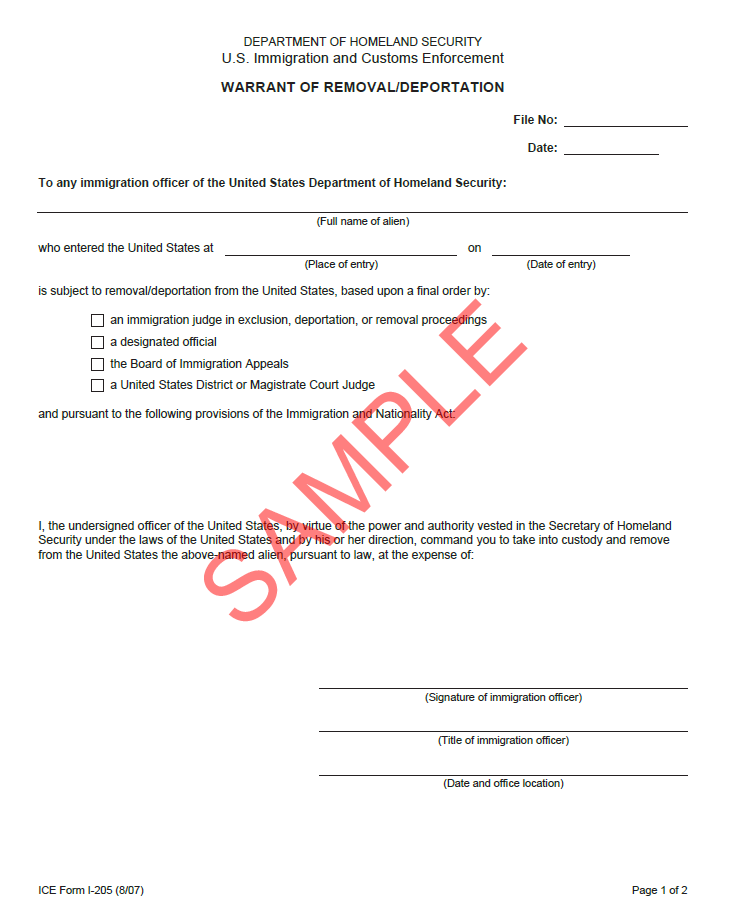 DEPARTMENT OF HOMELAND SECURITY
U.S. Immigration and Customs Enforcement
WARRANT OF REMOVAL/DEPORTATION
File No:
Date:
To any immigration officer of the United States Department of Homeland Security:
(Full name of alien)
who entered the United States at on
(Place of entry) (Date of entry)
is subject to removal/deportation from the United States, based upon a final order by:
an immigration judge in exclusion, deportation, or removal proceedings
a designated official
the Board of Immigration Appeals
a United States District or Magistrate Court Judge
and pursuant to the following provisions of the Immigration and Nationality Act:
SAMPLE
I, the undersigned officer of the United States, by virtue of the power and authority vested in the Secretary of Homeland
Security under the laws of the United States and by his or her direction, command you to take into custody and remove
from the United States the above-named alien, pursuant to law, at the expense of:
(Signature of immigration officer)
(Title of immigration officer)
(Date and office location)
ICE Form I-205 (8/07) Page 1 of 2